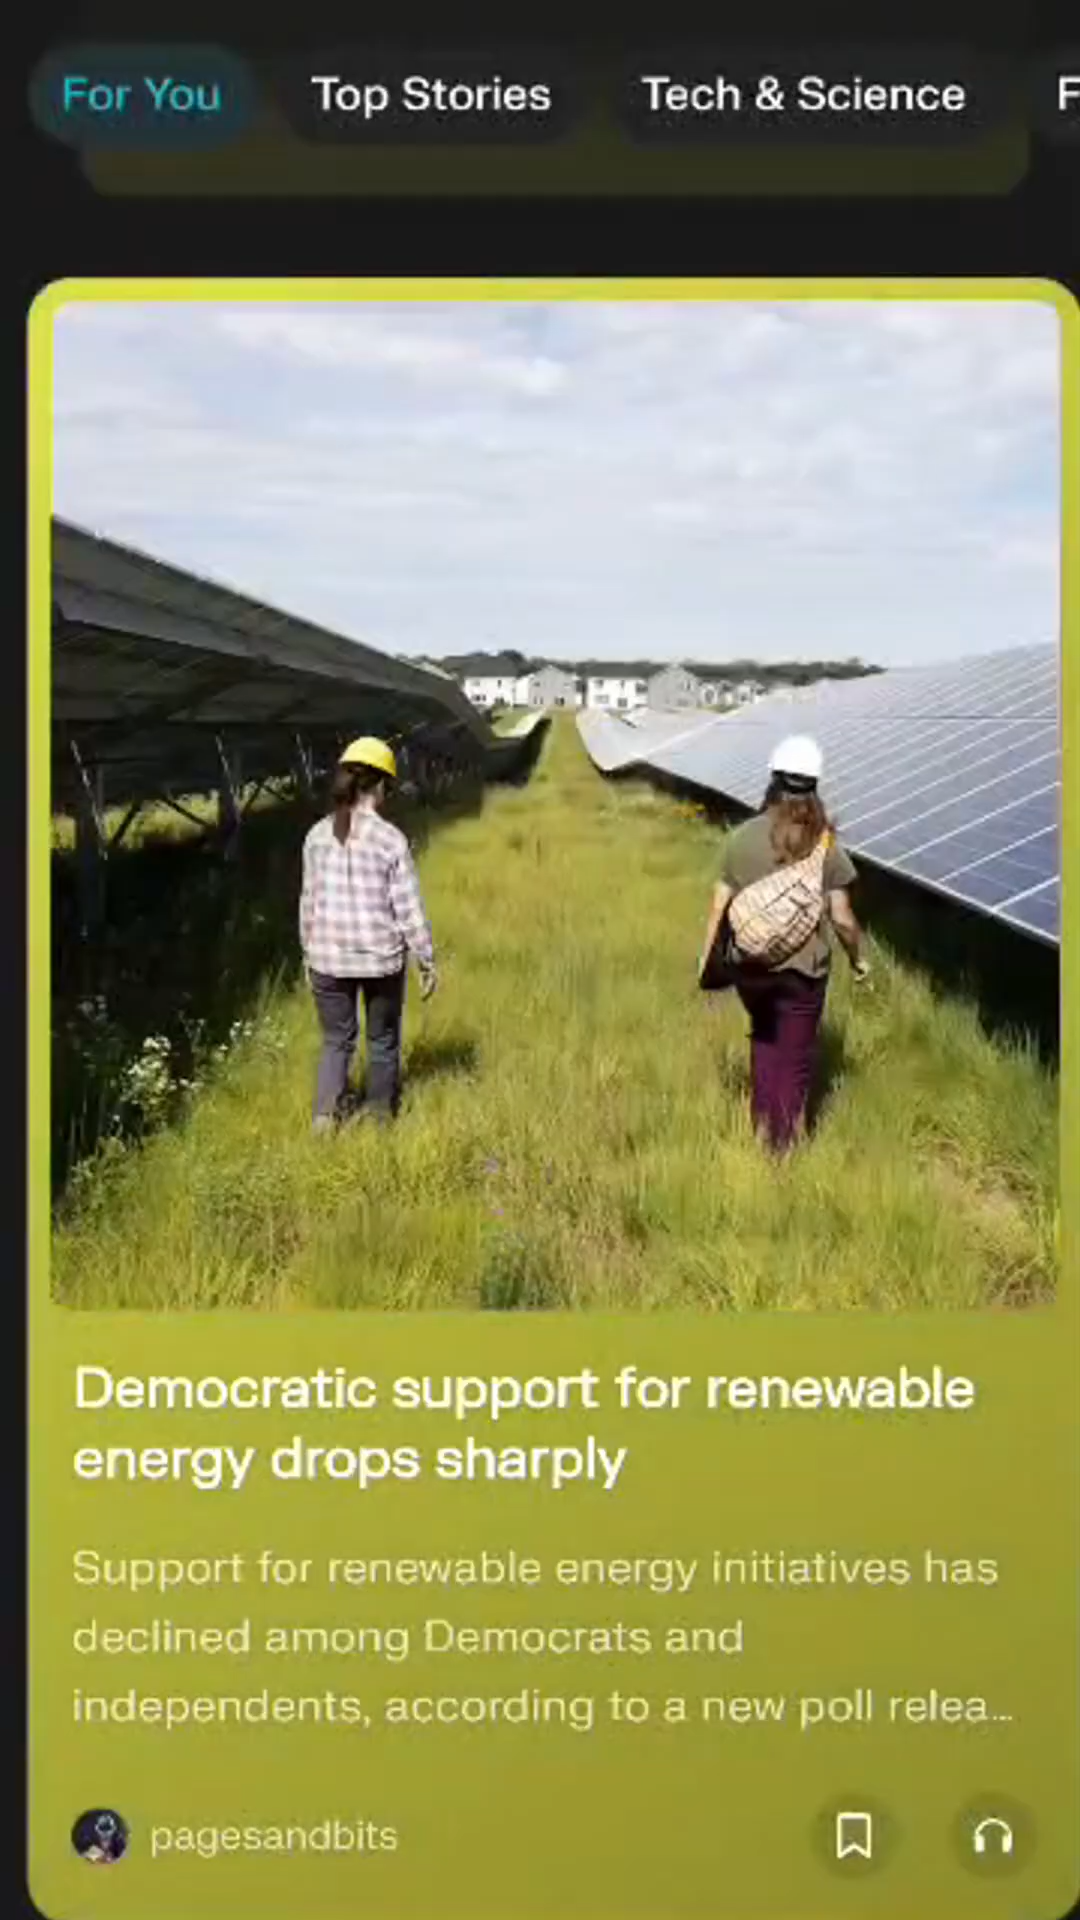 For You
Top Stories
Tech & Science
F
Democratic support for renewable
energy drops sharply
Support for renewable energy initiatives has
declined among Democrats and
independents, according to a new poll relea…
pagesandbits